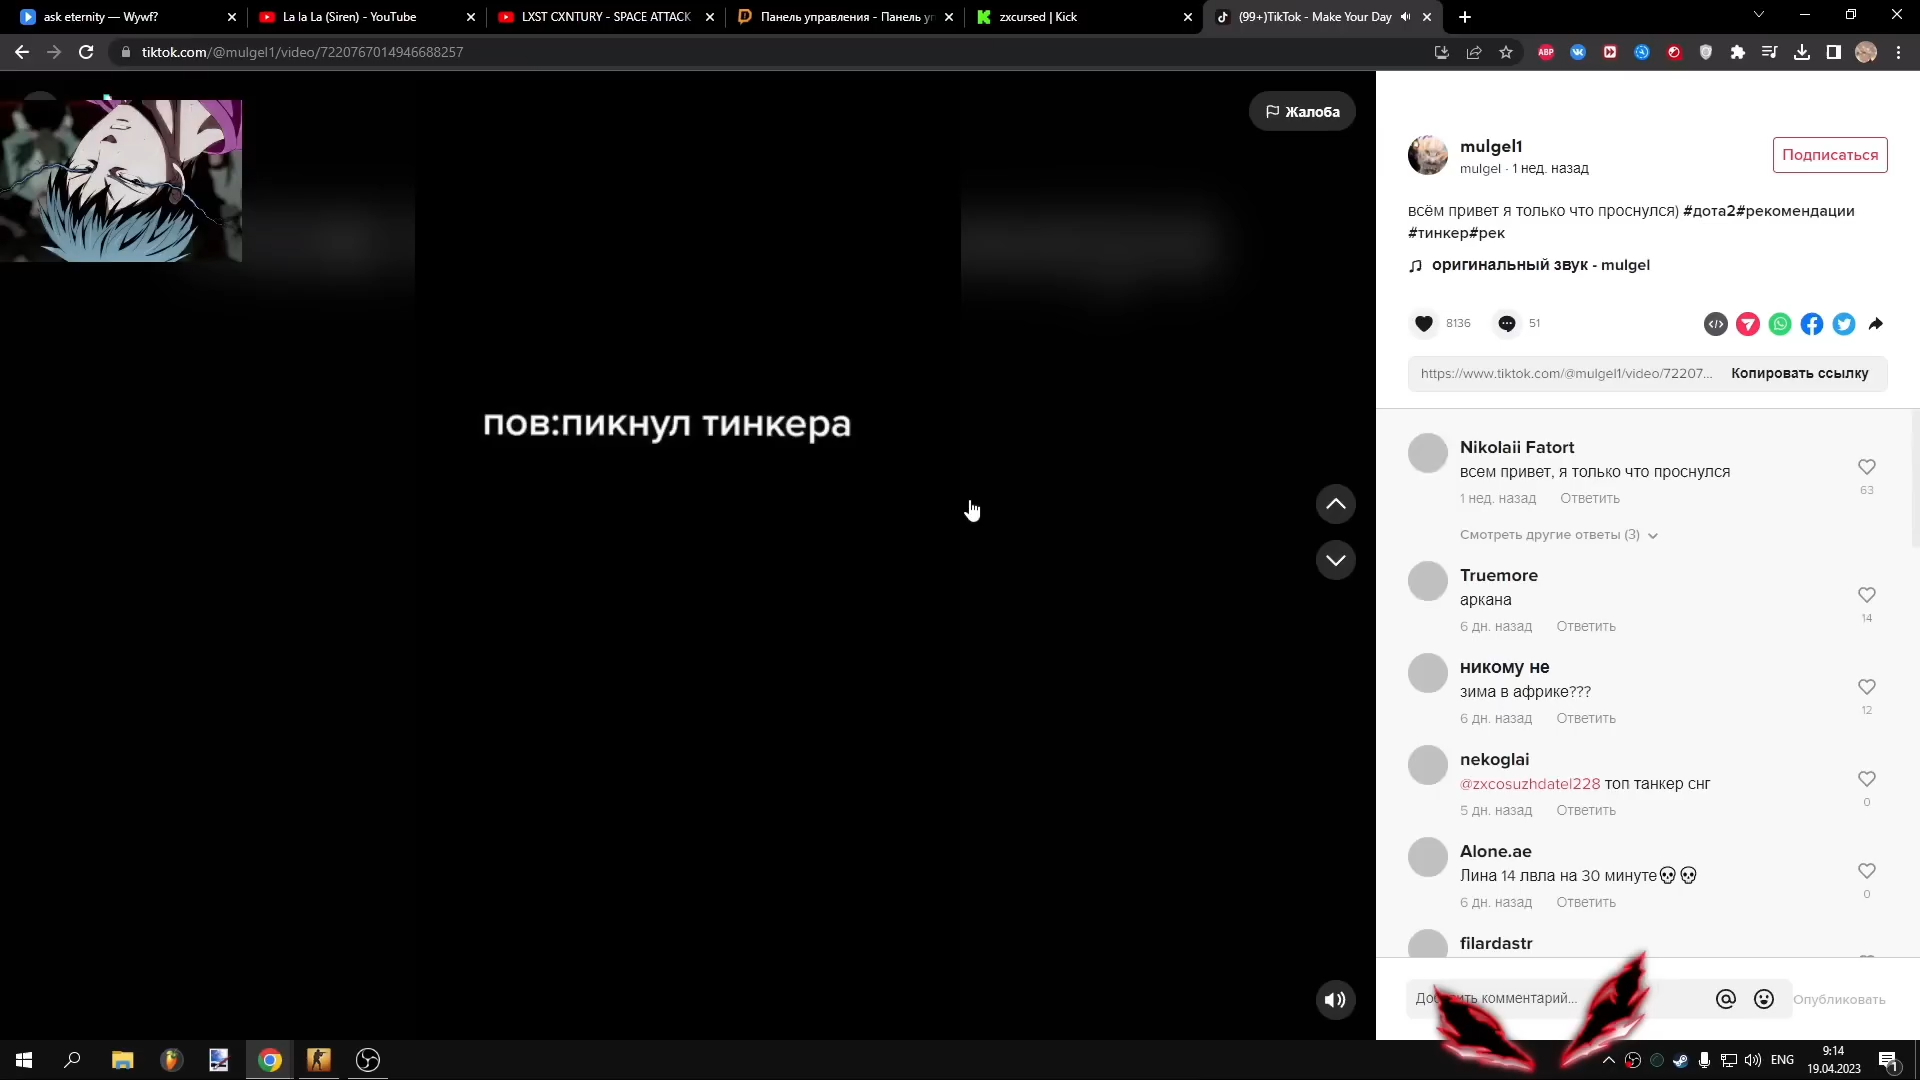 ask eternity — Wywf?
La la La (Siren) - YouTube
LXST CXNTURY - SPACE ATTACK
Панель управления - Панель уп
zxcursed | Kick
(99+)TikTok - Make Your Day
tiktok.com/@mulgel1/video/7220767014946688257
ABP
Жалоба
mulgel1
mulgel · 1 нед. назад
Подписаться
всём привет я только что проснулся) #дота2#рекомендации
#тинкер#рек
оригинальный звук - mulgel
8136
51
https://www.tiktok.com/@mulgel1/video/72207...
Копировать ссылку
пов:пикнул тинкера
Nikolaii Fatort
всем привет, я только что проснулся
63
1 нед. назад Ответить
Смотреть другие ответы (3)
Truemore
аркана
14
6 дн. назад Ответить
никому не
зима в африке???
12
6 дн. назад Ответить
nekoglai
@zxcosuzhdatel228 топ танкер снг
0
5 дн. назад Ответить
Alone.ae
Лина 14 лвла на 30 минуте💀💀
0
6 дн. назад Ответить
filardastr
комментарий...
Опубликовать
ENG
9:14
19.04.2023
1